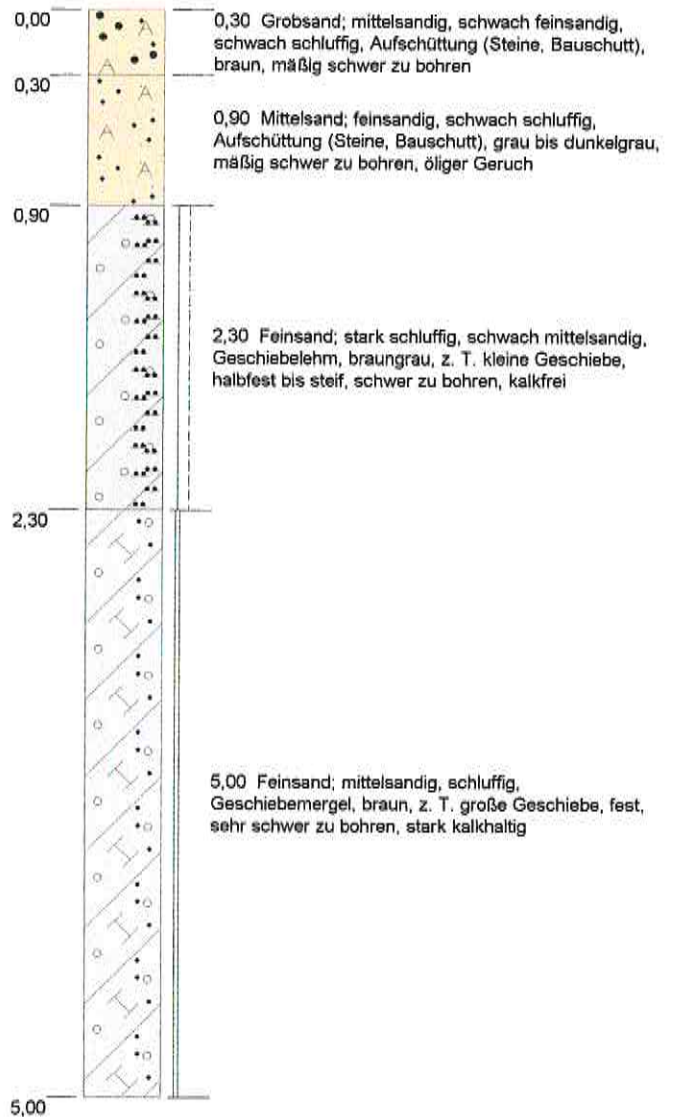 0,00
0,30 Grobsand; mittelsandig, schwach feinsandig,
schwach schluffig, Aufschüttung (Steine, Bauschutt),
braun, mäßig schwer zu bohren
0,30
0,90 Mittelsand; feinsandig, schwach schluffig,
Aufschüttung (Steine, Bauschutt), grau bis dunkelgrau,
mäßig schwer zu bohren, öliger Geruch
0,90
2,30 Feinsand; stark schluffig, schwach mittelsandig,
Geschiebelehm, braungrau, z. T. kleine Geschiebe,
halbfest bis steif, schwer zu bohren, kalkfrei
2,30
5,00 Feinsand; mittelsandig, schluffig,
Geschiebemergel, braun, z. T. große Geschiebe, fest,
sehr schwer zu bohren, stark kalkhaltig
5,00